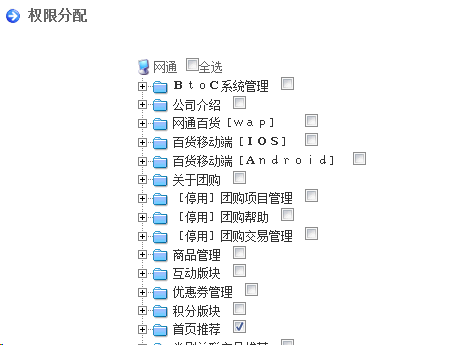 权限分配
网通 全选
ＢｔｏＣ系统管理
公司介绍
网通百货［ｗａｐ］
百货移动端［ＩＯＳ］
百货移动端［Ａｎｄｒｏｉｄ］
关于团购
［停用］团购项目管理
［停用］团购帮助
［停用］团购交易管理
商品管理
互动版块
优惠券管理
积分版块
首页推荐